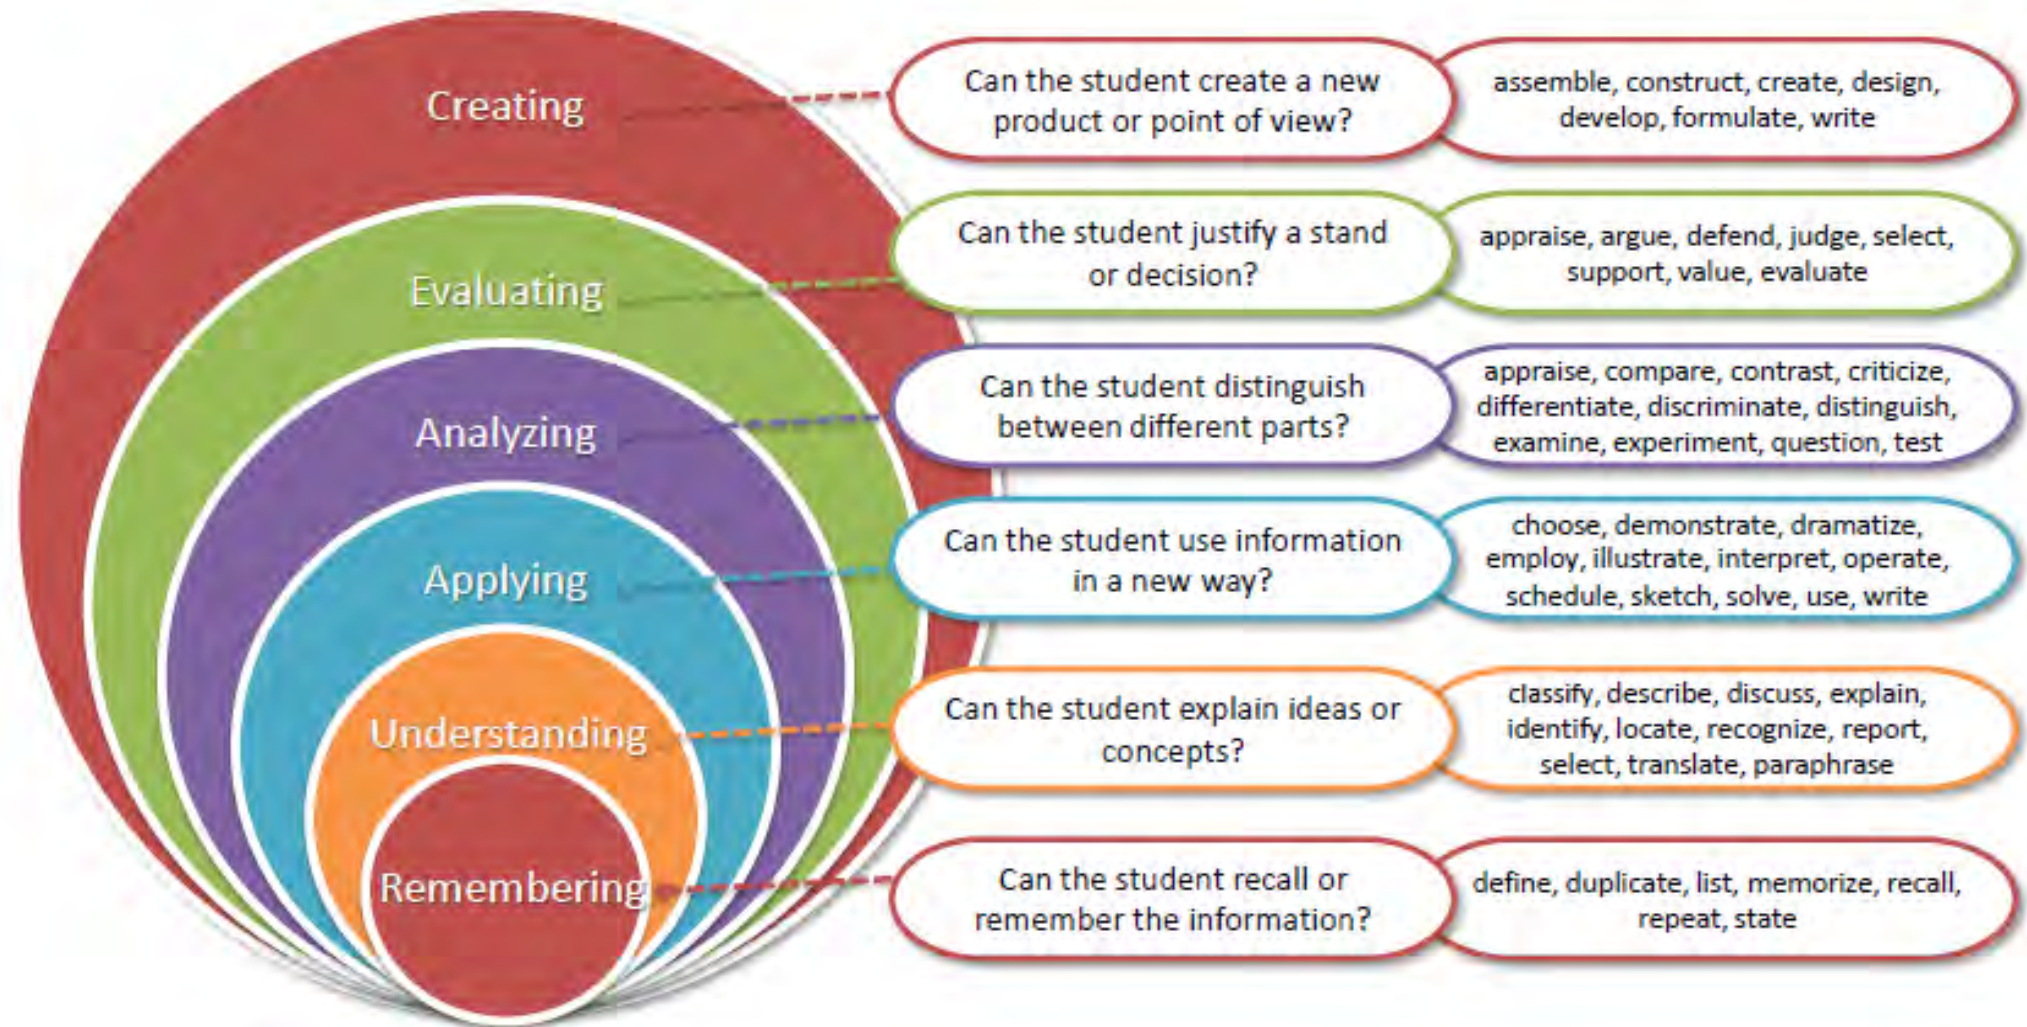 Creating
Can the student create a new
product or point of view?
assemble, construct, create, design,
develop, formulate, write
Evaluating
Can the student justify a stand
or decision?
appraise, argue, defend, judge, select,
support, value, evaluate
Analyzing
Can the student distinguish
between different parts?
appraise, compare, contrast, criticize,
differentiate, discriminate, distinguish,
examine, experiment, question, test
Applying
Can the student use information
in a new way?
choose, demonstrate, dramatize,
employ, illustrate, interpret, operate,
schedule, sketch, solve, use, write
Understanding
Can the student explain ideas or
concepts?
classify, describe, discuss, explain,
identify, locate, recognize, report,
select, translate, paraphrase
Remembering
Can the student recall or
remember the information?
define, duplicate, list, memorize, recall,
repeat, state